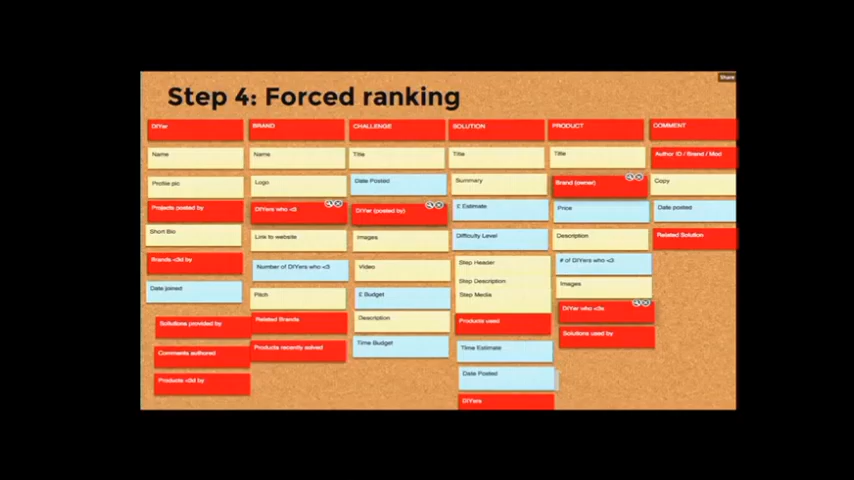 Share
Step 4: Forced ranking
DIYer
Name
Profile pic
Projects posted by
Short Bio
Brands <3d by
Date joined
Solutions provided by
Comments authored
Products <3d by
BRAND
Name
Logo
DIYers who <3
Link to website
Number of DIYers who <3
Pitch
Related Brands
Products recently solved
CHALLENGE
Title
Date Posted
DIYer (posted by)
Images
Video
£ Budget
Description
Time Budget
SOLUTION
Title
Summary
£ Estimate
Difficulty Level
Step Header
Step Description
Step Media
Products used
Time Estimate
Date Posted
DIYers
PRODUCT
Title
Brand (owner)
Price
Description
# of DIYers who <3
Images
DIYer who <3s
Solutions used by
COMMENT
Author ID / Brand / Mod
Copy
Date posted
Related Solution